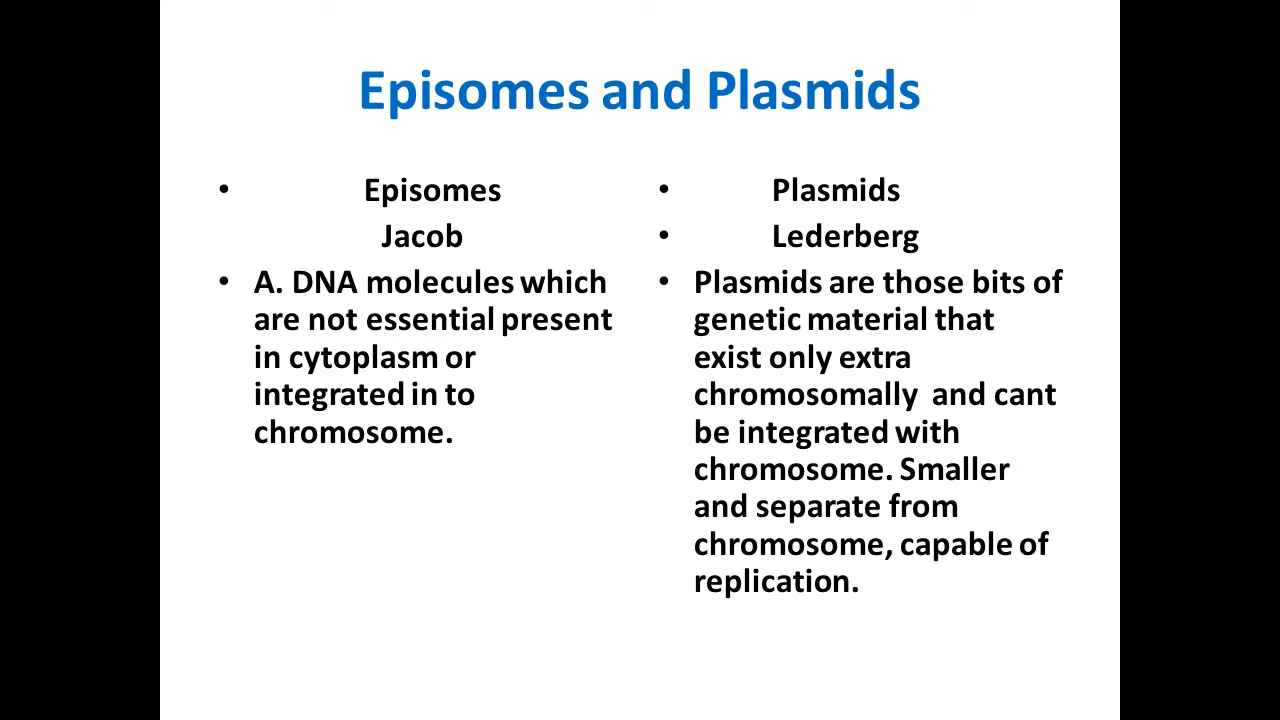 Episomes and Plasmids
• Episomes
Jacob
• A. DNA molecules which
are not essential present
in cytoplasm or
integrated in to
chromosome.
• Plasmids
• Lederberg
• Plasmids are those bits of
genetic material that
exist only extra
chromosomally and cant
be integrated with
chromosome. Smaller
and separate from
chromosome, capable of
replication.